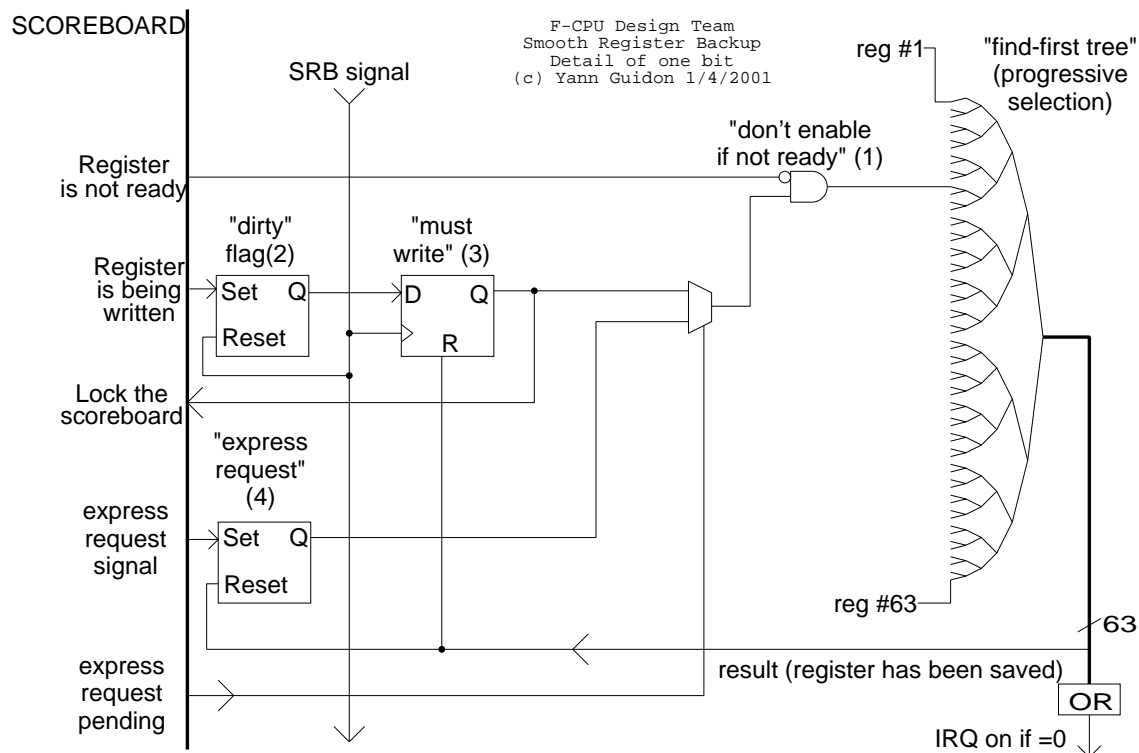 SCOREBOARD
F-CPU Design Team
Smooth Register Backup
Detail of one bit
(c) Yann Guidon 1/4/2001
SRB signal
reg #1
"find-first tree"
(progressive
selection)
"don't enable
if not ready" (1)
Register
is not ready
"dirty"
flag(2)
"must
write" (3)
Register
is being
written
Set Q
Reset
D Q
R
Lock the
scoreboard
"express
request"
(4)
express
request
signal
Set Q
Reset
reg #63
63
result (register has been saved)
express
request
pending
OR
IRQ on if =0